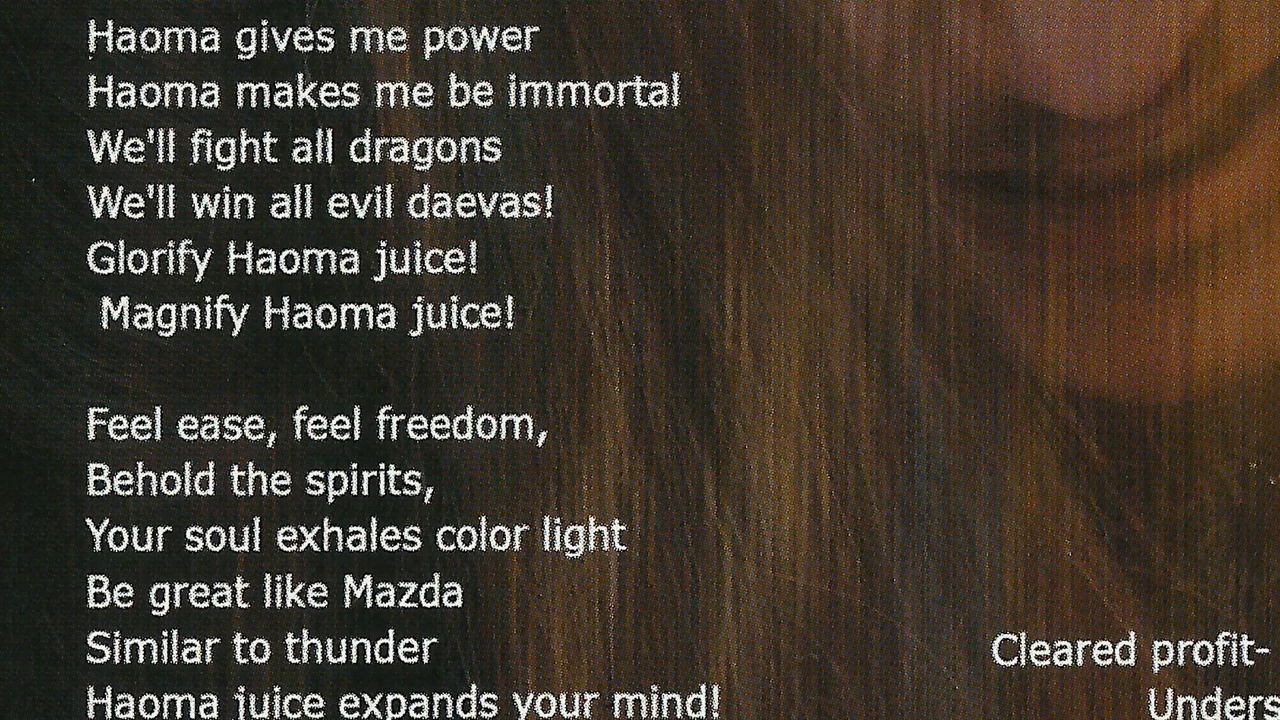 Haoma gives me power
Haoma makes me be immortal
We'll fight all dragons
We'll win all evil daevas!
Glorify Haoma juice!
Magnify Haoma juice!
Feel ease, feel freedom,
Behold the spirits,
Your soul exhales color light
Be great like Mazda
Similar to thunder
Haoma juice expands your mind!
Cleared profit-